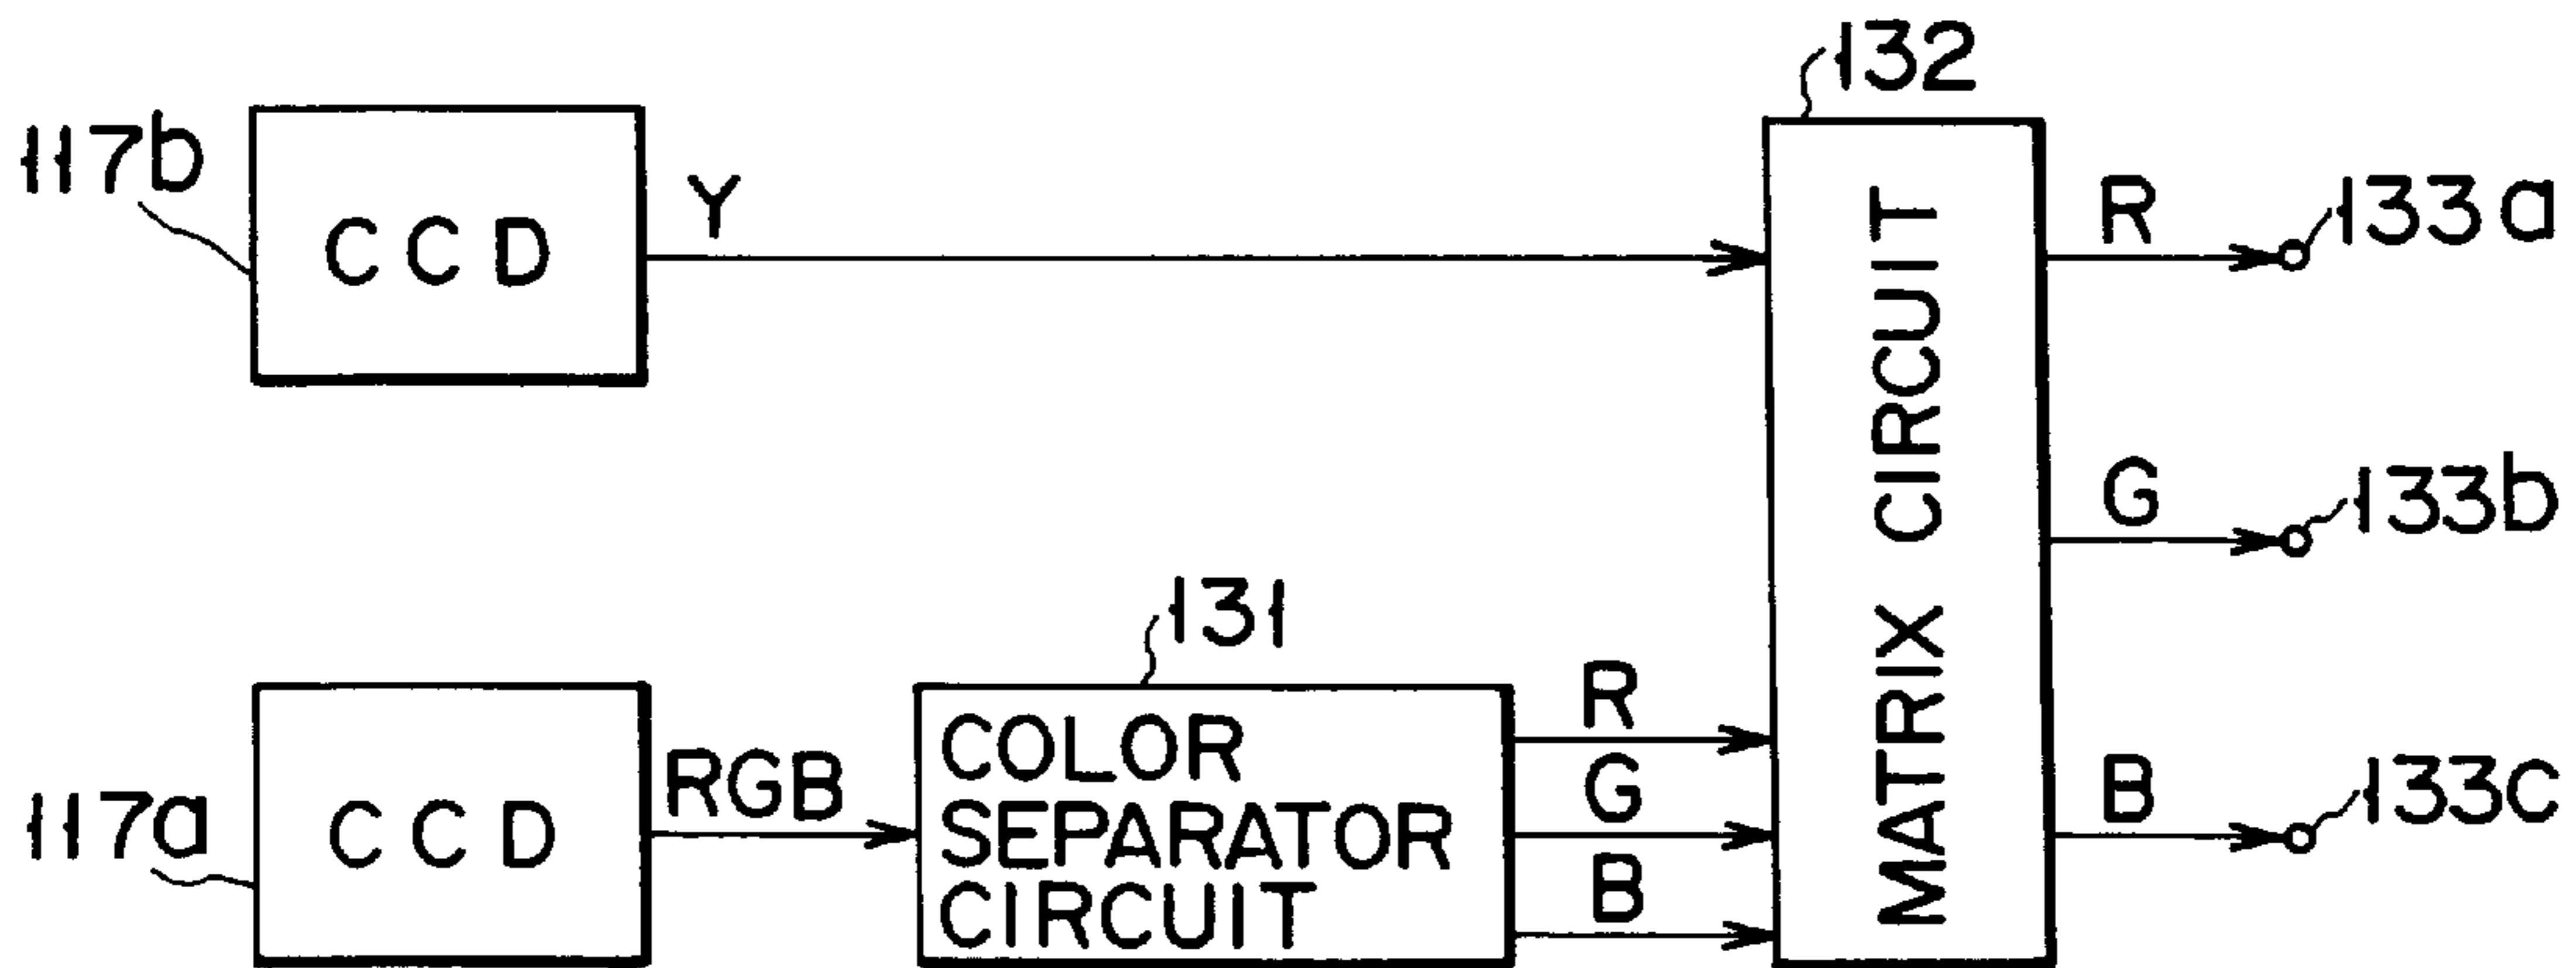 132
117b
CCD
Y
R
133a
MATRIX CIRCUIT
G
133b
131
117a
CCD
RGB
COLOR
SEPARATOR
CIRCUIT
R
G
B
B
133c